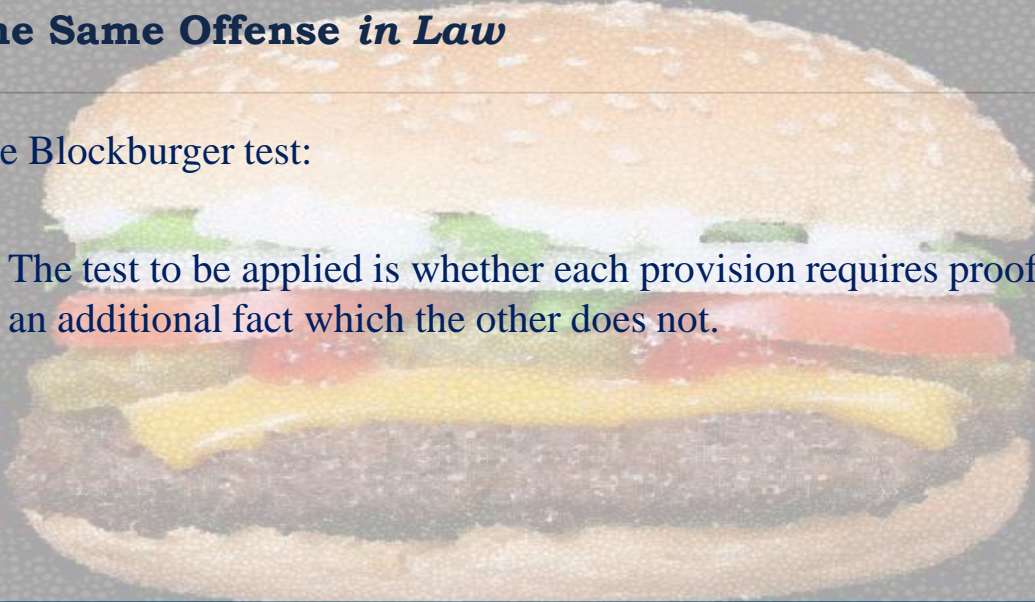 ne Same Offense in Law
e Blockburger test:
The test to be applied is whether each provision requires proof
an additional fact which the other does not.